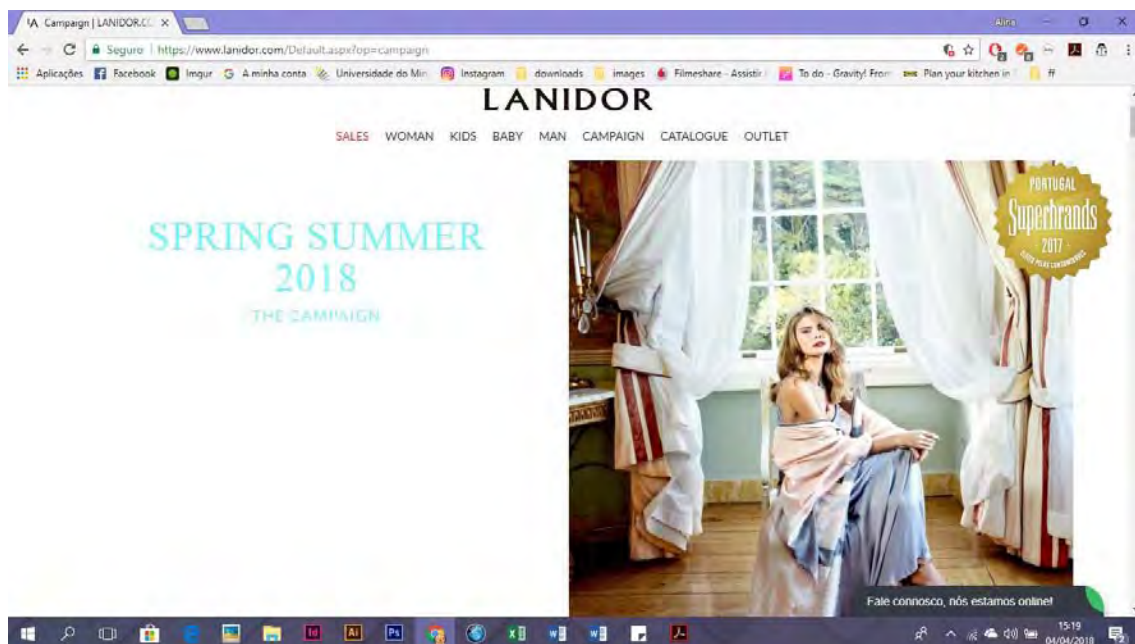 Campaign | LANIDOR.C
Alina
Seguro | https://www.lanidor.com/Default.aspx?op=campaign
Aplicações Facebook Imgur A minha conta Universidade do Min Instagram downloads images Filmeshare - Assistir To do - Gravity! From Plan your kitchen in ff
LANIDOR
SALES WOMAN KIDS BABY MAN CAMPAIGN CATALOGUE OUTLET
PORTUGAL
Superbrands
2017
SPRING SUMMER
2018
THE CAMPAIGN
Fale connosco, nós estamos online!
Id Ai Ps
15:19
04/04/2018